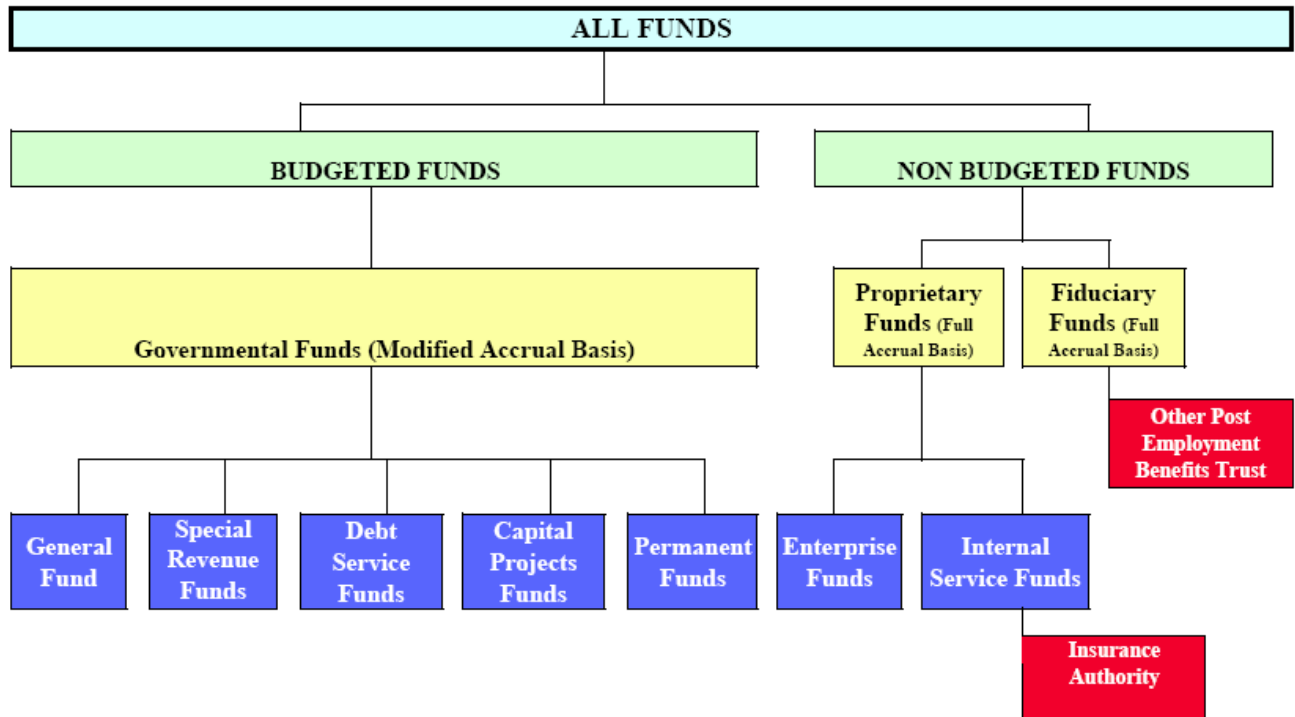 ALL FUNDS
BUDGETED FUNDS
NON BUDGETED FUNDS
Governmental Funds (Modified Accrual Basis)
Proprietary
Funds (Full
Accrual Basis)
Fiduciary
Funds (Full
Accrual Basis)
Other Post
Employment
Benefits Trust
General
Fund
Special
Revenue
Funds
Debt
Service
Funds
Capital
Projects
Funds
Permanent
Funds
Enterprise
Funds
Internal
Service Funds
Insurance
Authority